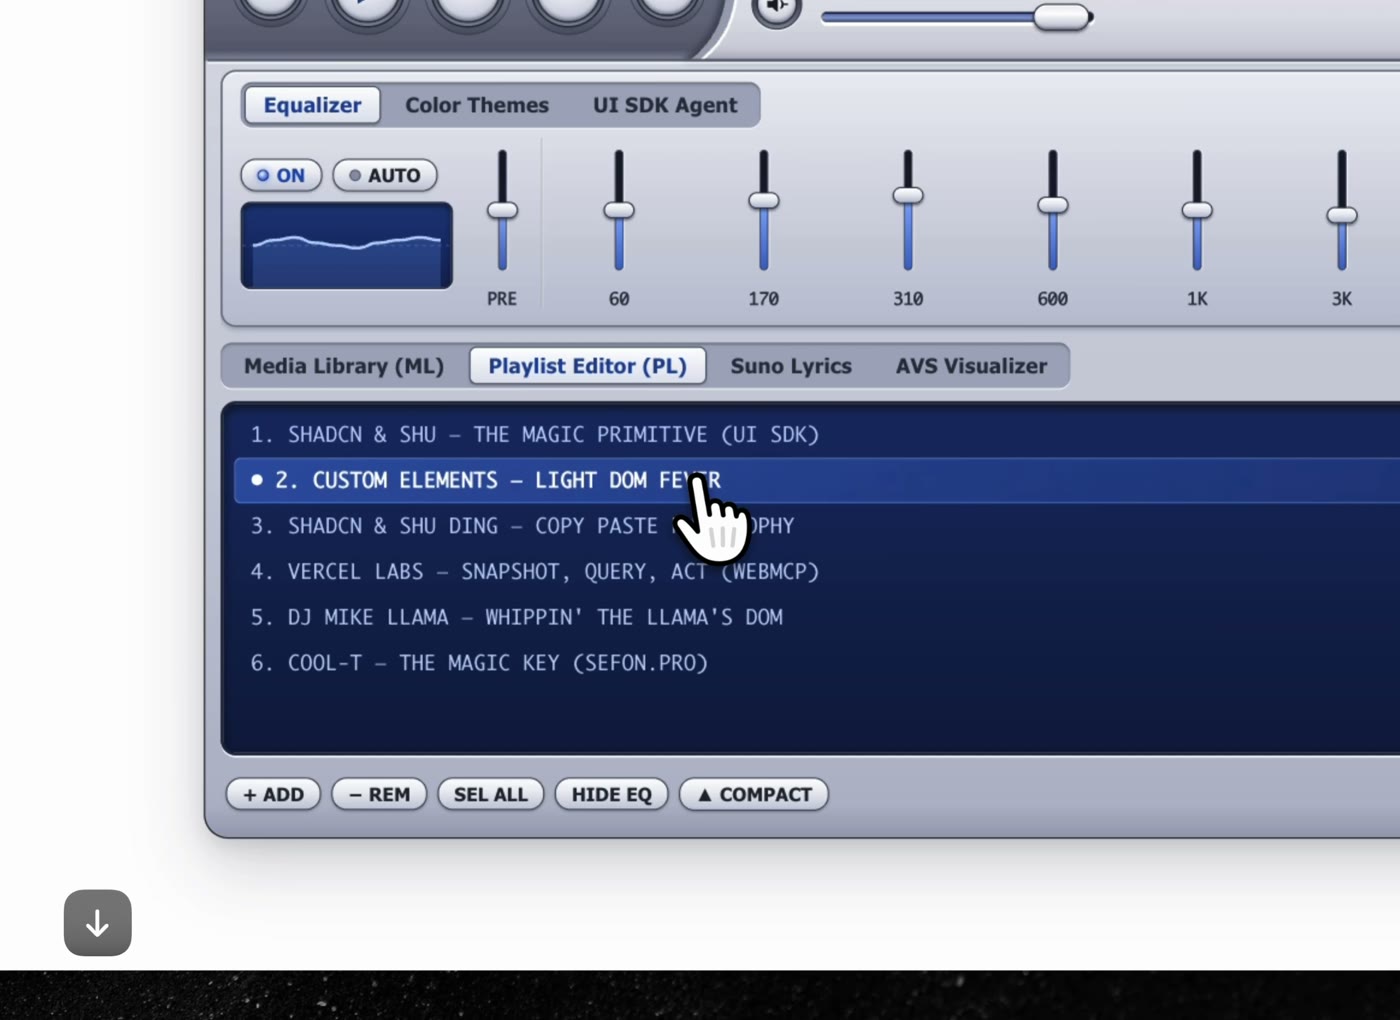 Equalizer Color Themes UI SDK Agent
ON AUTO
PRE 60 170 310 600 1K 3K
Media Library (ML) Playlist Editor (PL) Suno Lyrics AVS Visualizer
1. SHADCN & SHU – THE MAGIC PRIMITIVE (UI SDK)
2. CUSTOM ELEMENTS – LIGHT DOM
3. SHADCN & SHU DING – COPY PASTE
4. VERCEL LABS – SNAPSHOT, QUERY, ACT (WEBMCP)
5. DJ MIKE LLAMA – WHIPPIN' THE LLAMA'S DOM
6. COOL-T – THE MAGIC KEY (SEFON.PRO)
+ ADD – REM SEL ALL HIDE EQ ▲ COMPACT